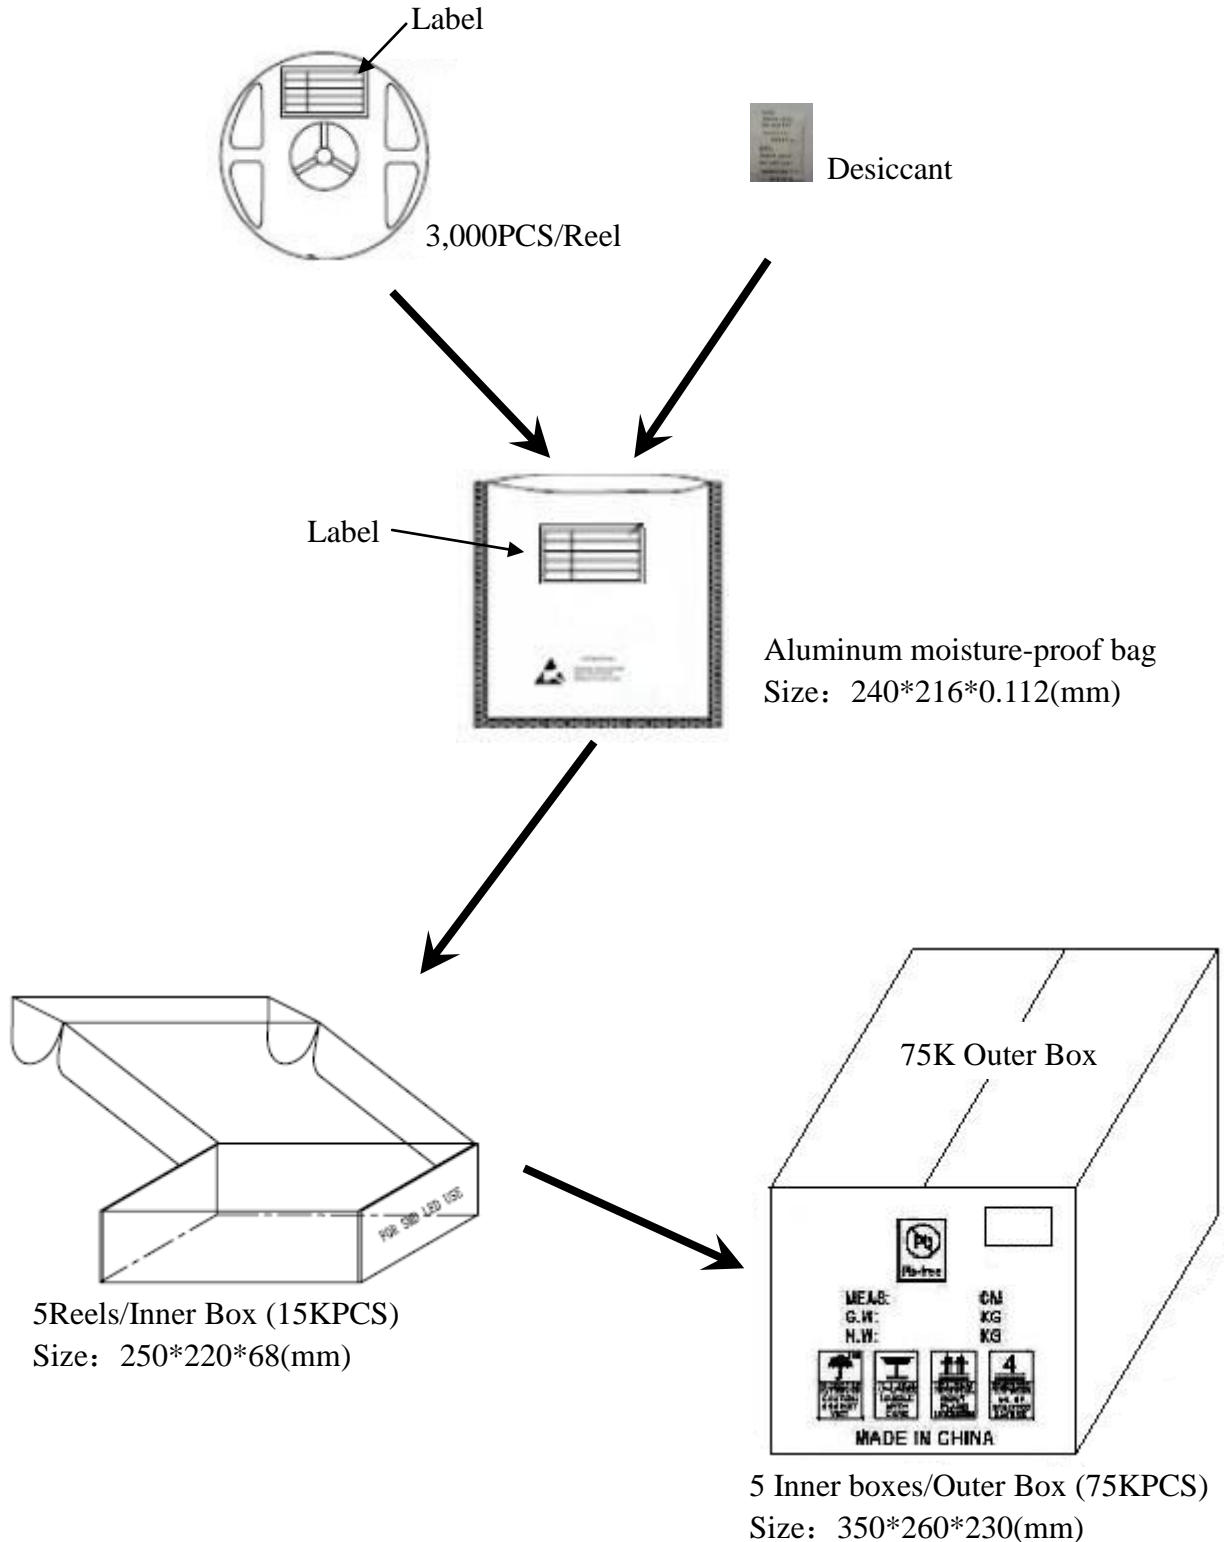 Label
Desiccant
3,000PCS/Reel
Label
Aluminum moisture-proof bag
Size：240*216*0.112(mm)
75K Outer Box
FOR SMD LED USE
Pb
Pb-free
MEAS: CM
G.W: KG
N.W: KG
4
MADE IN CHINA
5Reels/Inner Box (15KPCS)
Size：250*220*68(mm)
5 Inner boxes/Outer Box (75KPCS)
Size：350*260*230(mm)